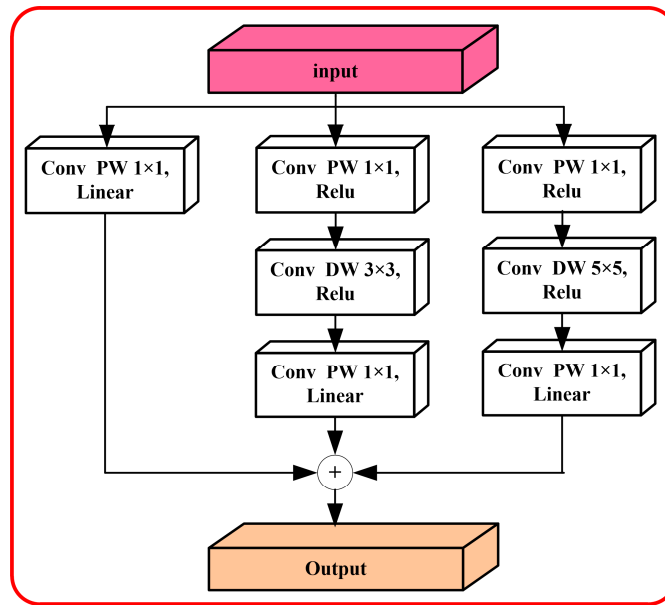 input
Conv PW 1×1,
Linear
Conv PW 1×1,
Relu
Conv PW 1×1,
Relu
Conv DW 3×3,
Relu
Conv DW 5×5,
Relu
Conv PW 1×1,
Linear
Conv PW 1×1,
Linear
+
Output